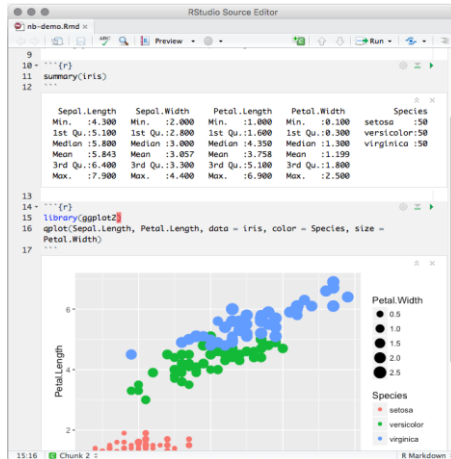 RStudio Source Editor
nb-demo.Rmd ×
Preview
Run
9
10 ```{r}
11 summary(iris)
12 ```
Sepal.Length Sepal.Width Petal.Length Petal.Width Species
Min. :4.300 Min. :2.000 Min. :1.000 Min. :0.100 setosa :50
1st Qu.:5.100 1st Qu.:2.800 1st Qu.:1.600 1st Qu.:0.300 versicolor:50
Median :5.800 Median :3.000 Median :4.350 Median :1.300 virginica :50
Mean :5.843 Mean :3.057 Mean :3.758 Mean :1.199
3rd Qu.:6.400 3rd Qu.:3.300 3rd Qu.:5.100 3rd Qu.:1.800
Max. :7.900 Max. :4.400 Max. :6.900 Max. :2.500
13
14 ```{r}
15 library(ggplot2)
16 qplot(Sepal.Length, Petal.Length, data = iris, color = Species, size =
Petal.Width)
17 ```
Petal.Length
6
4
2
Petal.Width
0.5
1.0
1.5
2.0
2.5
Species
setosa
versicolor
virginica
15:16 Chunk 2 R Markdown